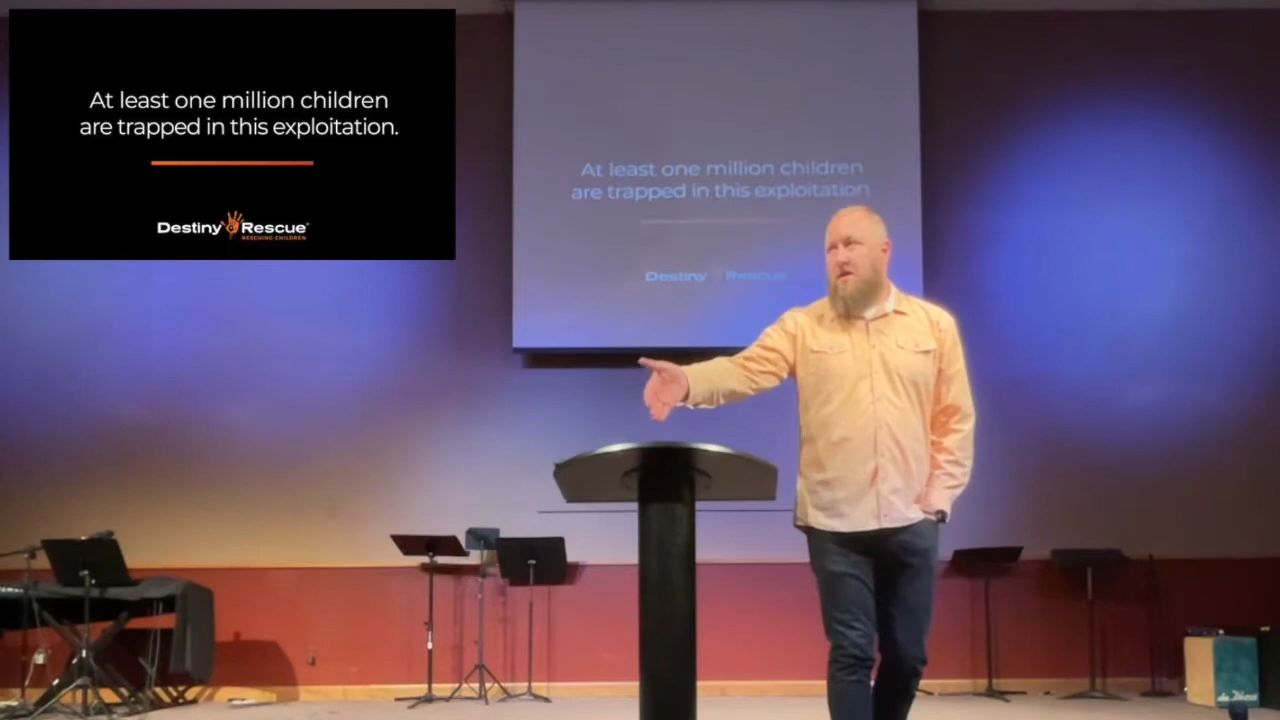 At least one million children
are trapped in this exploitation.
Destiny Rescue®
RESCUING CHILDREN
At least one million children
are trapped in this exploitation
Destiny Rescue